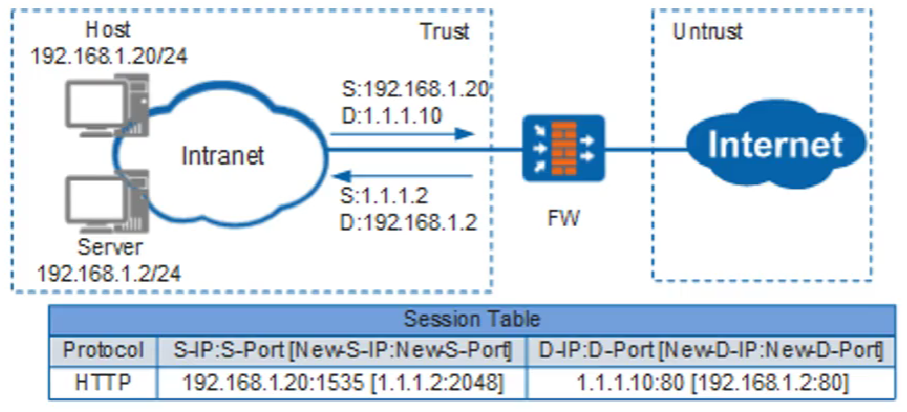 Host
192.168.1.20/24
Trust
Untrust
S:192.168.1.20
D:1.1.1.10
Intranet
Internet
S:1.1.1.2
D:192.168.1.2
FW
Server
192.168.1.2/24
Session Table
Protocol S-IP:S-Port [New-S-IP:New-S-Port] D-IP:D-Port [New-D-IP:New-D-Port]
HTTP 192.168.1.20:1535 [1.1.1.2:2048] 1.1.1.10:80 [192.168.1.2:80]